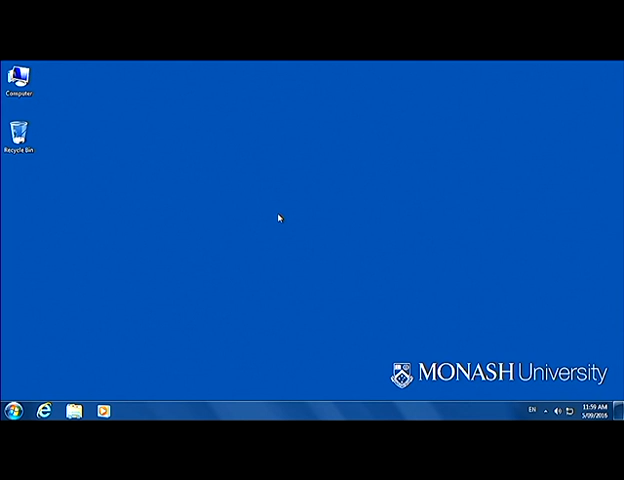 Computer
Recycle Bin
MONASH University
EN
11:59 AM
5/09/2016